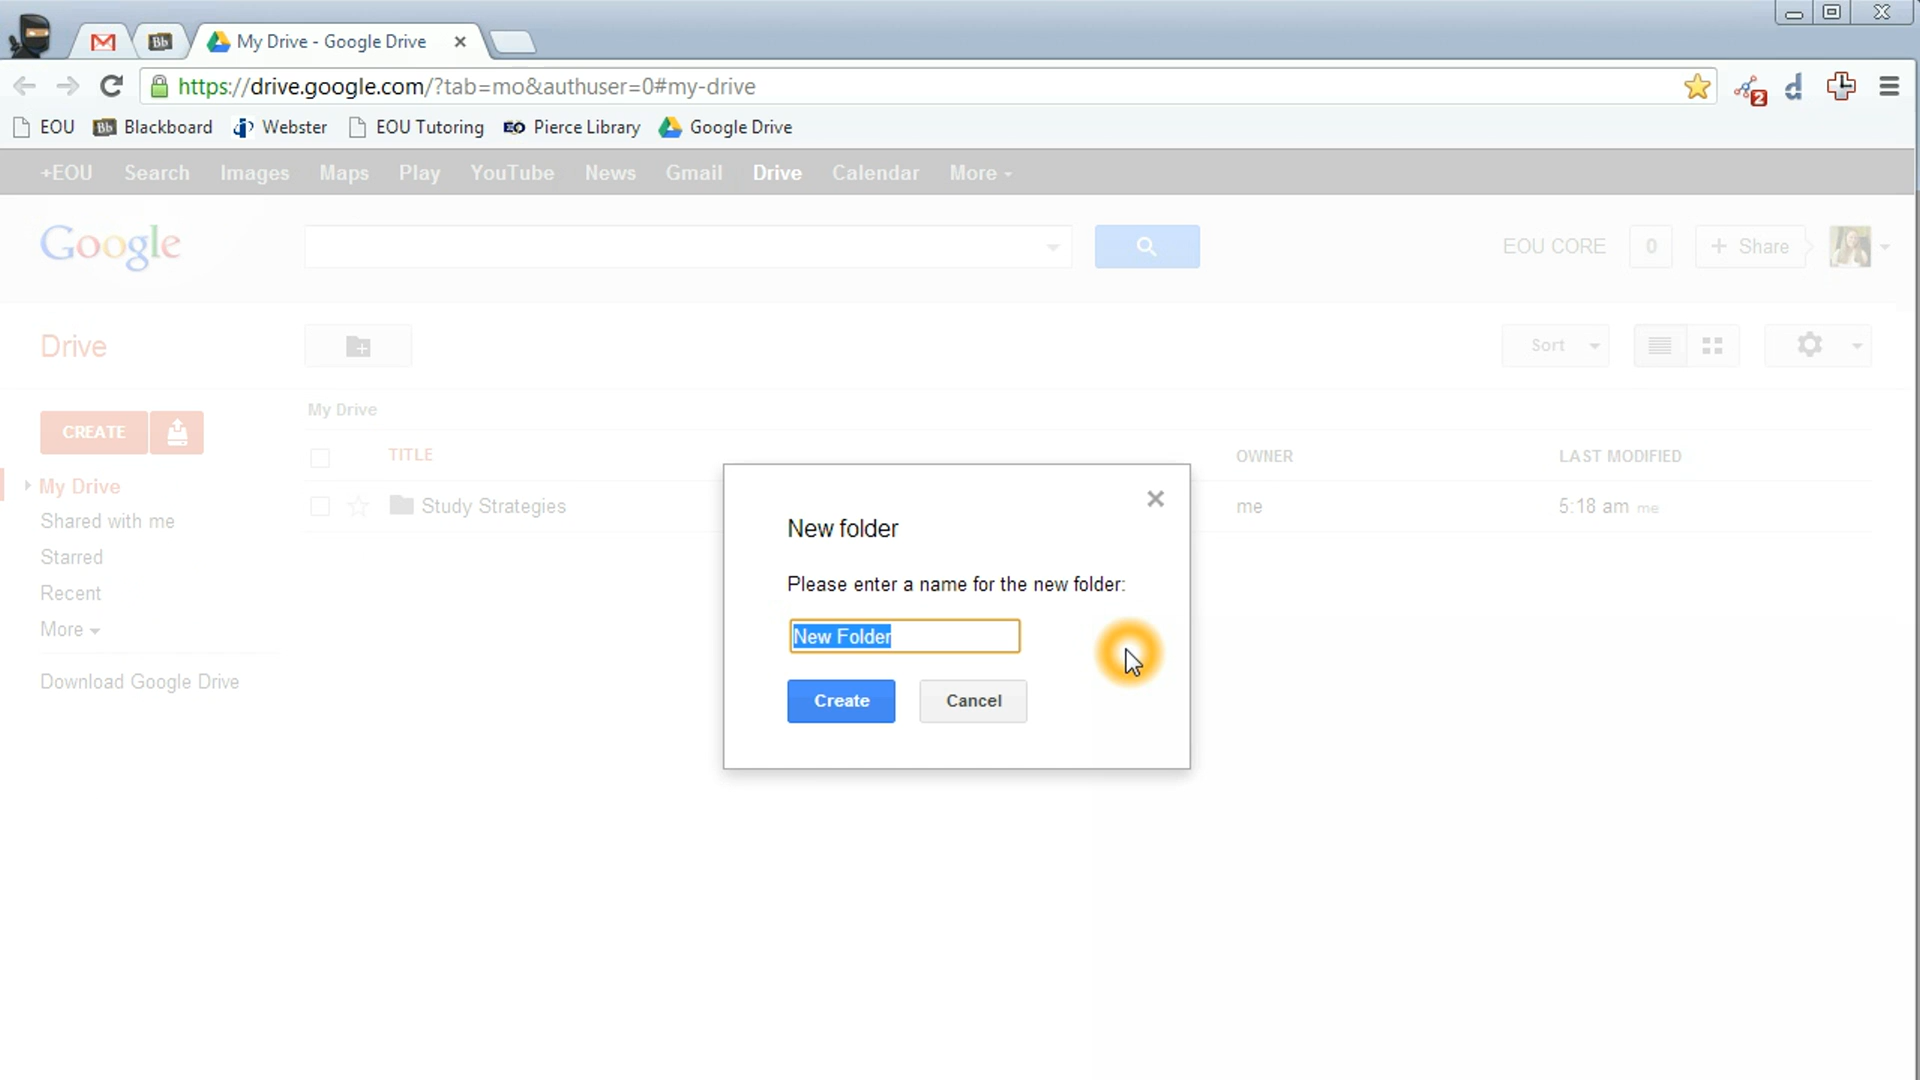 Bb My Drive - Google Drive
https://drive.google.com/?tab=mo&authuser=0#my-drive 2 d
EOU Bb Blackboard Webster EOU Tutoring EO Pierce Library Google Drive
+EOU Search Images Maps Play YouTube News Gmail Drive Calendar More
Google EOU CORE 0 + Share
Drive Sort
My Drive
CREATE
TITLE OWNER LAST MODIFIED
My Drive
Study Strategies me 5:18 am me
Shared with me
Starred
Recent
More
Download Google Drive
New folder
Please enter a name for the new folder:
New Folder
Create Cancel